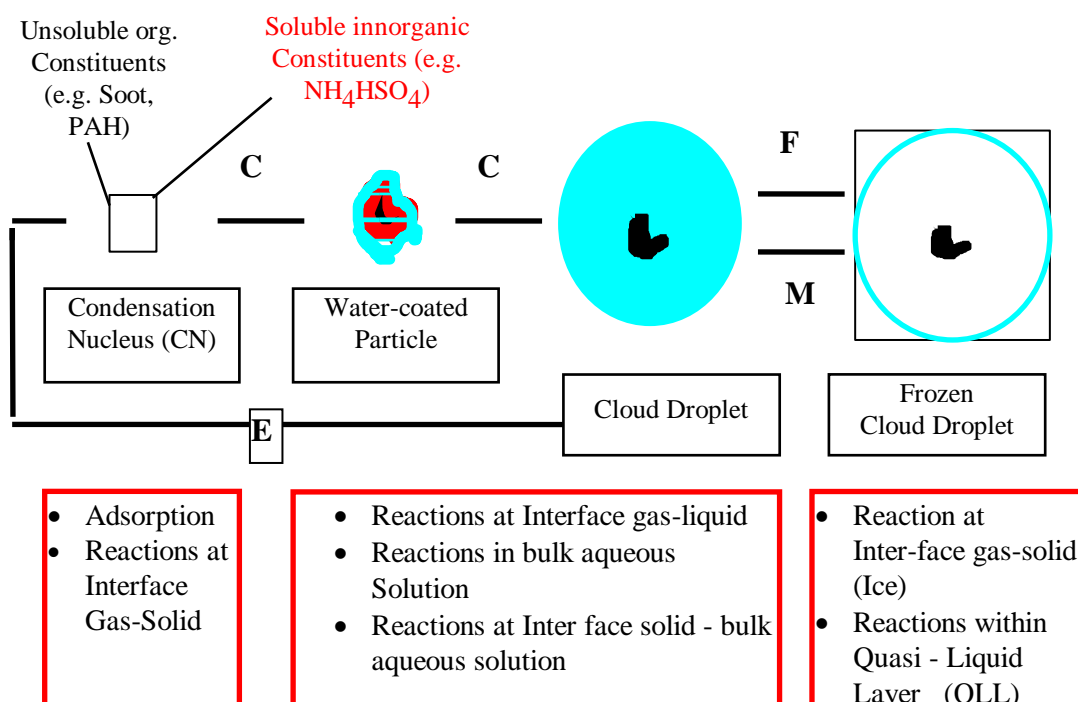 Unsoluble org.
Constituents
(e.g. Soot,
PAH)
Soluble innorganic
Constituents (e.g.
NH4HSO4)
C
C
F
M
Condensation
Nucleus (CN)
Water-coated
Particle
Cloud Droplet
Frozen
Cloud Droplet
E
• Adsorption
• Reactions at
Interface
Gas-Solid
• Reactions at Interface gas-liquid
• Reactions in bulk aqueous
Solution
• Reactions at Inter face solid - bulk
aqueous solution
• Reaction at
Inter-face gas-solid
(Ice)
• Reactions within
Quasi - Liquid
Layer (QLL)